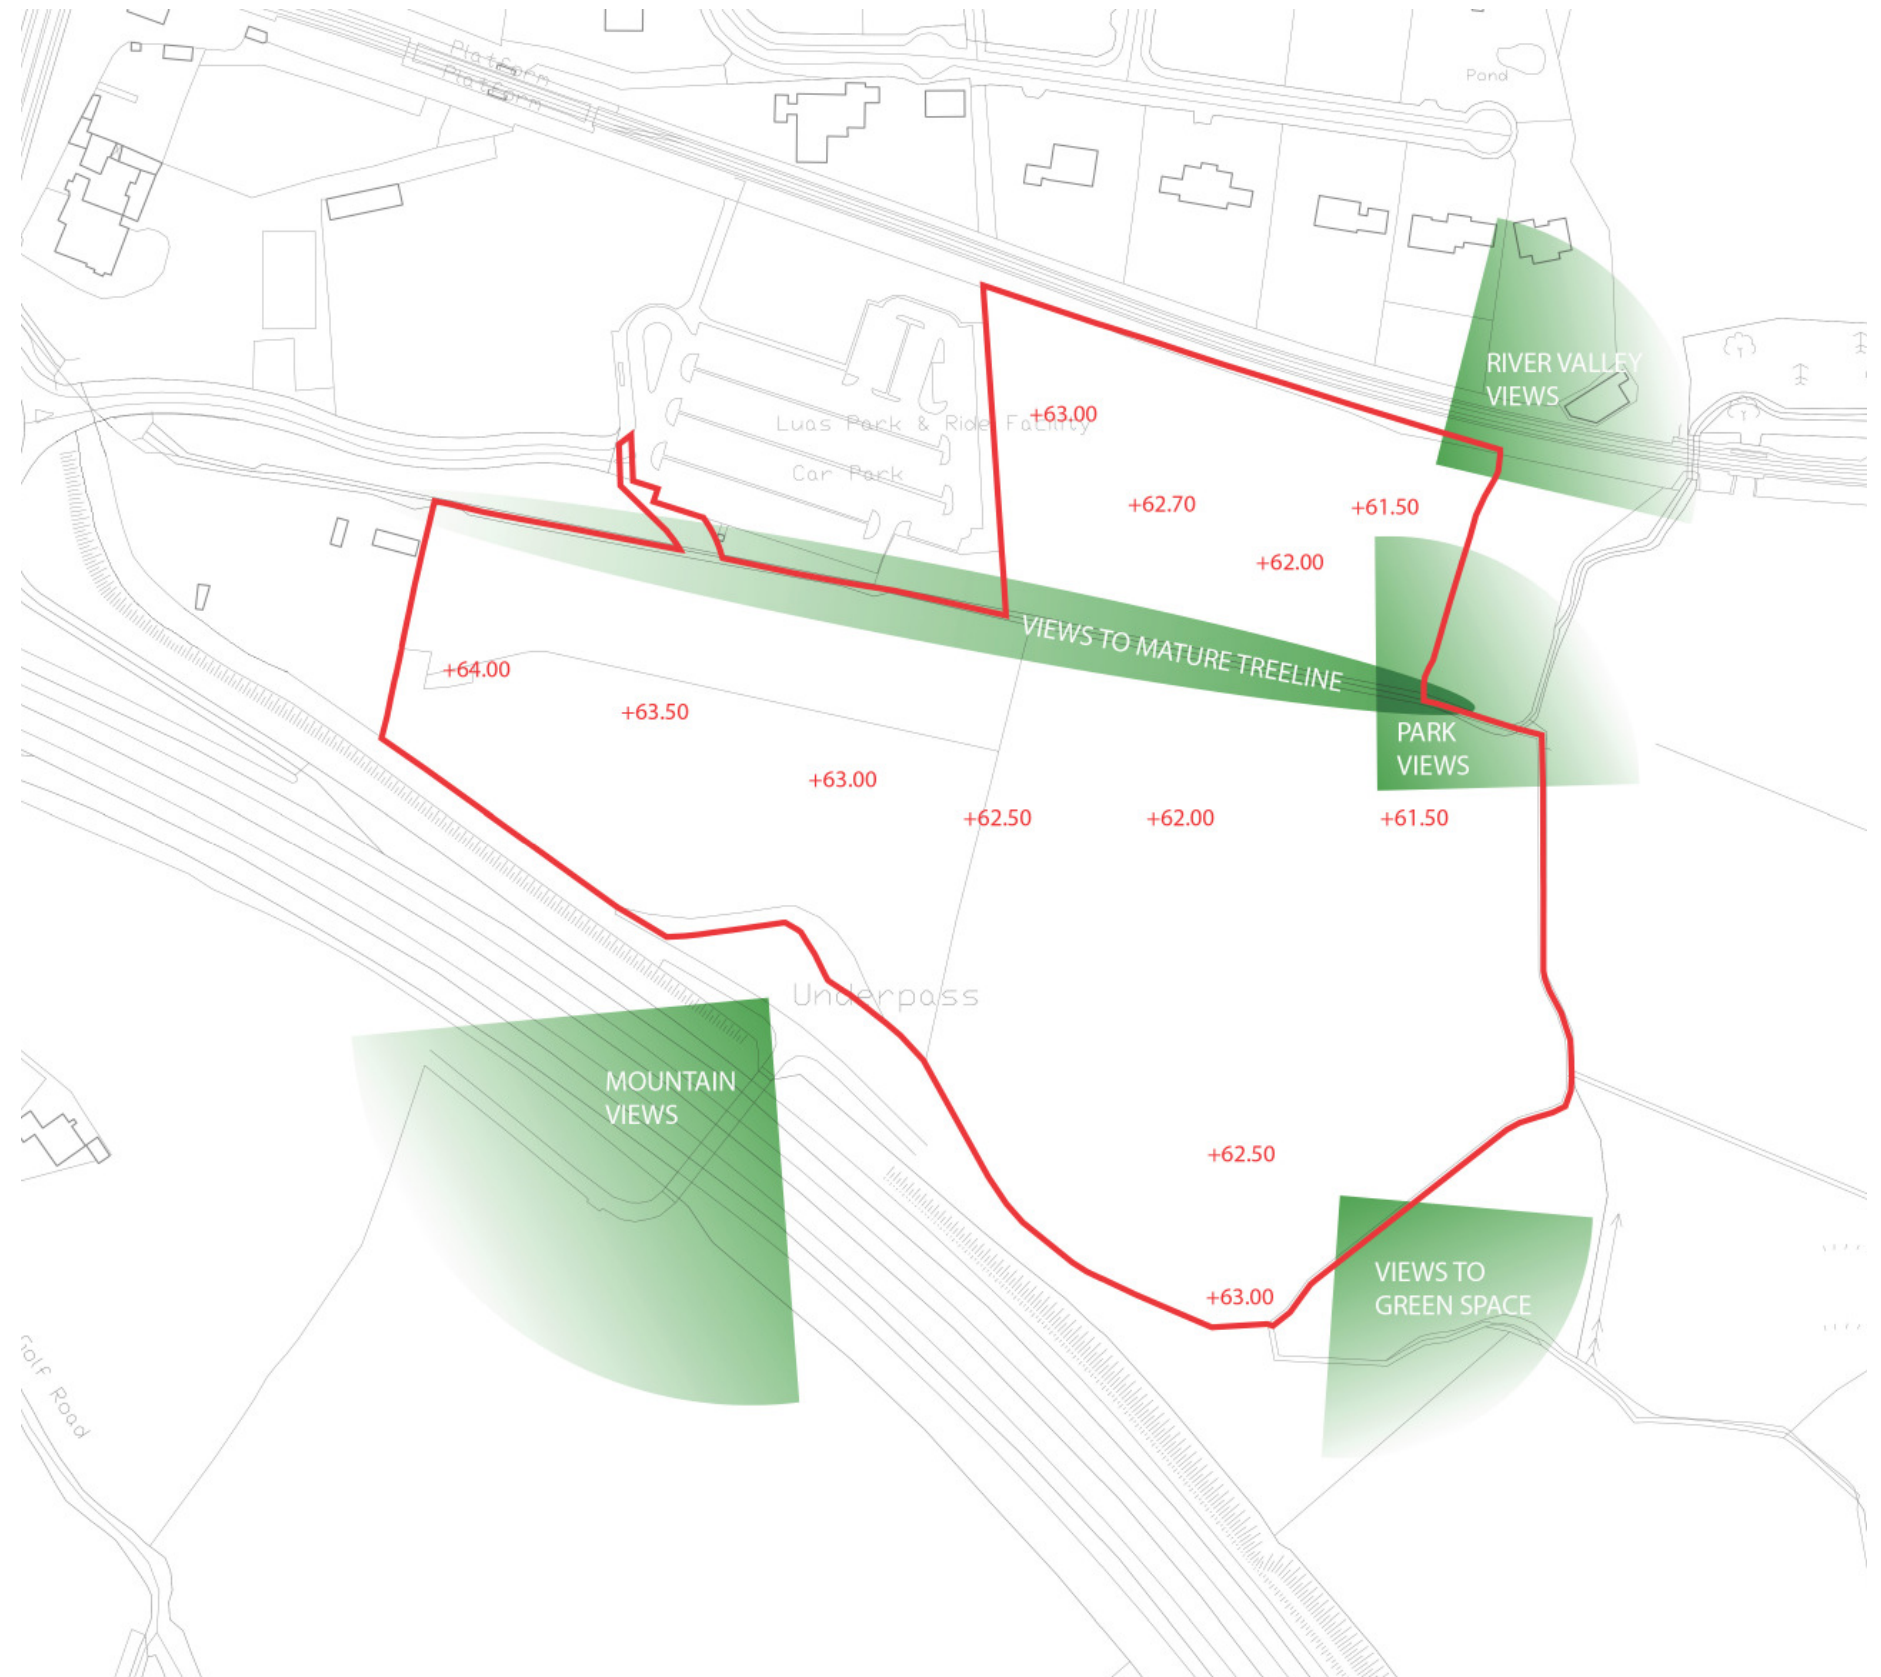 Platform
Platform
Pond
RIVER VALLEY
VIEWS
+63.00
Luas Park & Ride Facility
Car Park
+62.70
+61.50
+62.00
VIEWS TO MATURE TREELINE
+64.00
+63.50
PARK
VIEWS
+63.00
+62.50
+62.00
+61.50
Underpass
MOUNTAIN
VIEWS
+62.50
VIEWS TO
GREEN SPACE
+63.00
Road